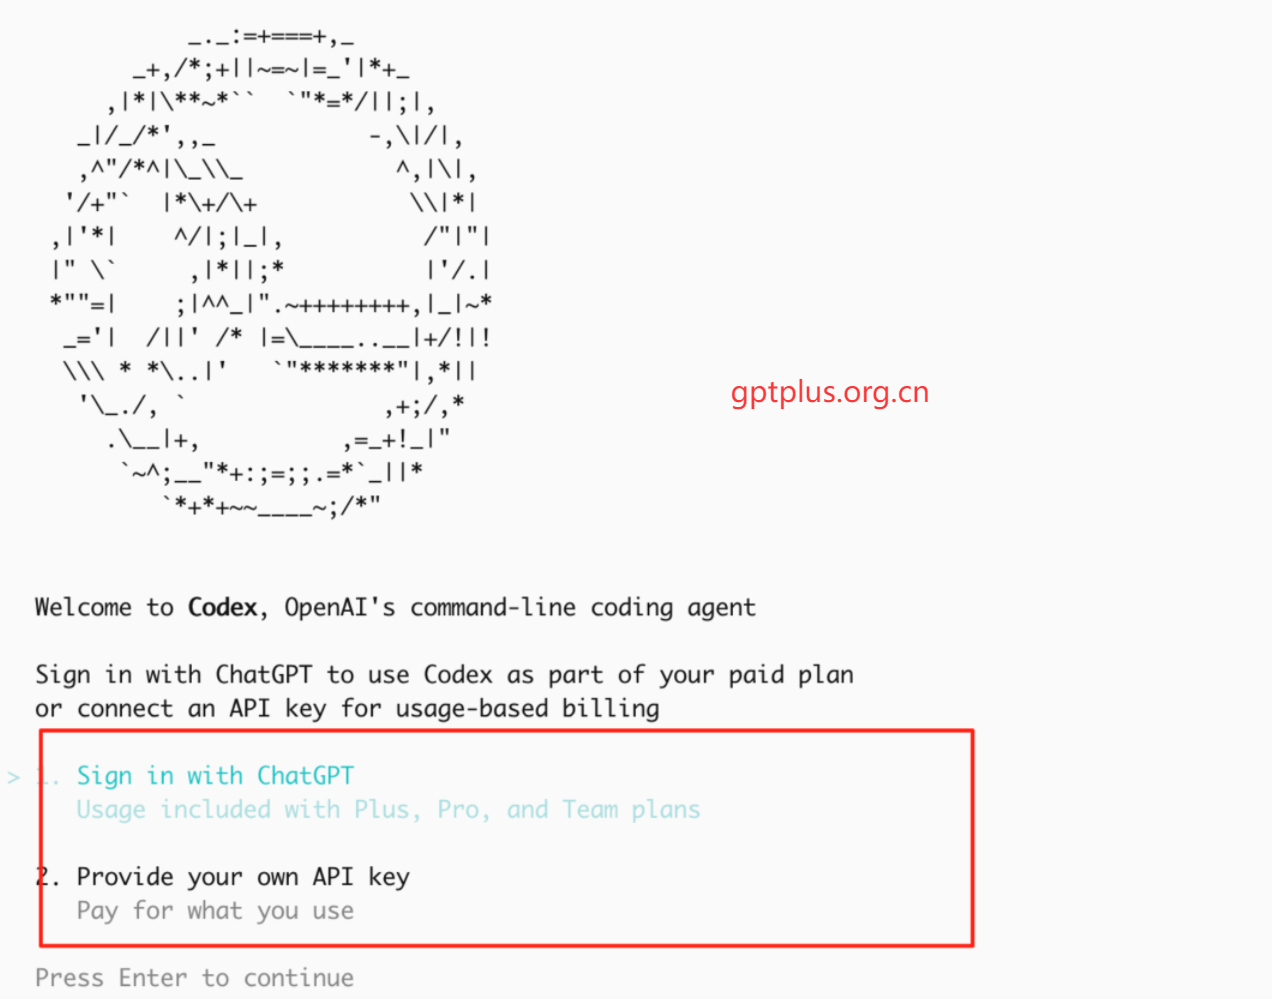 _._:=+===+,_
_+,/*;+||~=~|=_'|*+_
,|*|\**~*``  `"*=*/||;|,
_|/_/*',,_           -,\|/|,
,^"/*^|\_\\_           ^,|\|,
'/+"`  |*\+/\+           \\|*|
,|'*|    ^/|;|_|,          /"|"|
|" \`     ,|*||;*          |'/.|
*""=|    ;|^^_|".~++++++++,|_|~*
_='|  /||' /* |=\____..__|+/!|!
\\\ * *\..|'   `"*******"|,*||
'\_./, `              ,+;/,*
.\__|+,          ,=_+!_|"
`~^;__"*+:;=;;.=*`_||*
`*+*+~~____~;/*"
gptplus.org.cn
Welcome to Codex, OpenAI's command-line coding agent
Sign in with ChatGPT to use Codex as part of your paid plan
or connect an API key for usage-based billing
> 1. Sign in with ChatGPT
Usage included with Plus, Pro, and Team plans
2. Provide your own API key
Pay for what you use
Press Enter to continue